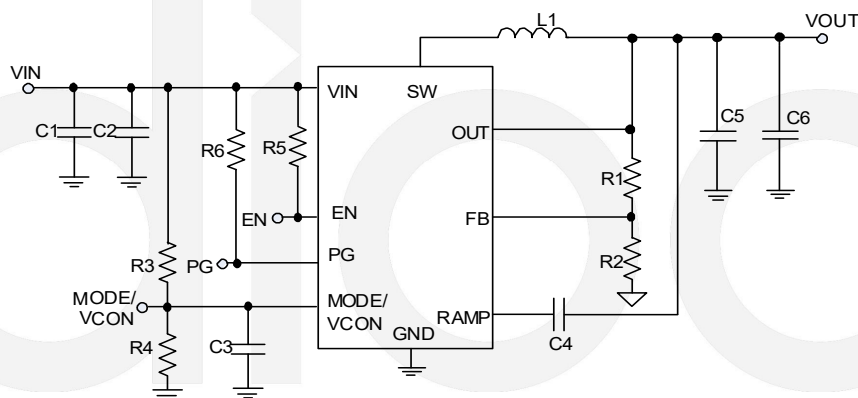 L1
VOUT
VIN
VIN
SW
C1
C2
R6
R5
OUT
C5
C6
R1
EN
EN
FB
R3
PG
PG
R2
MODE/
VCON
MODE/
VCON
RAMP
GND
R4
C3
C4